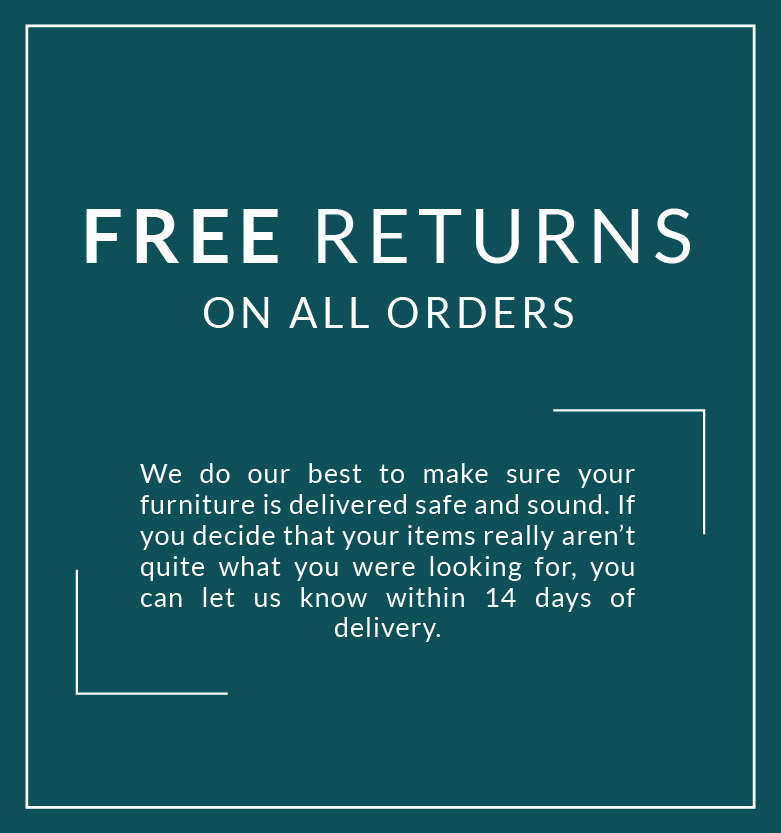 FREE RETURNS
ON ALL ORDERS
We do our best to make sure your
furniture is delivered safe and sound. If
you decide that your items really aren’t
quite what you were looking for, you
can let us know within 14 days of
delivery.